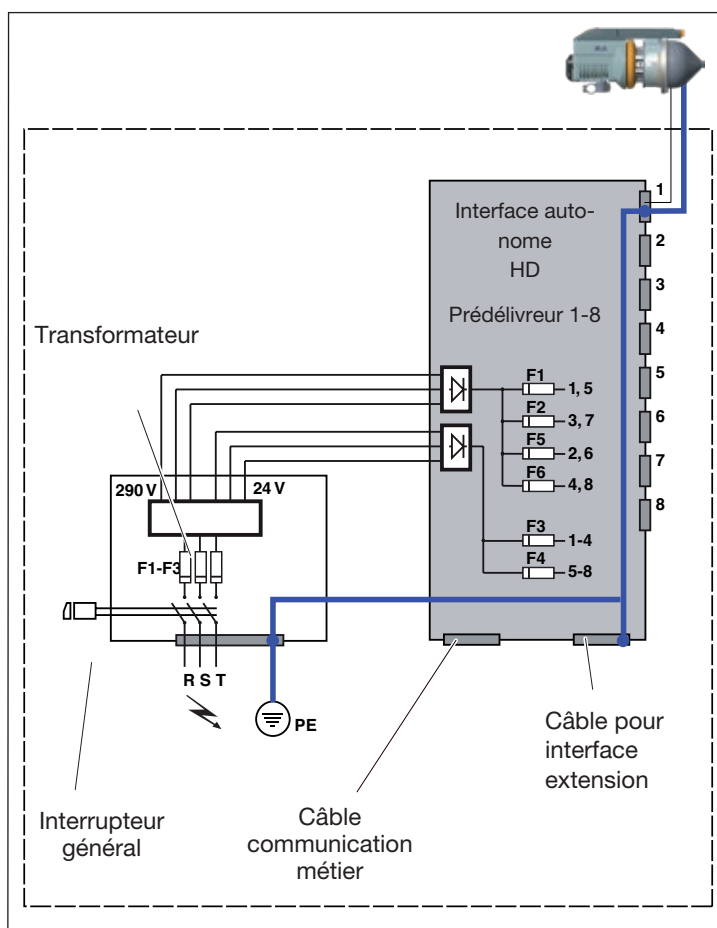 1
Interface auto-
nome
HD
2
3
Prédélivreur 1-8
4
Transformateur
5
F1
1, 5
F2
3, 7
6
F5
2, 6
7
F6
4, 8
290 V
24 V
8
F3
1-4
F1-F3
F4
5-8
R S T
PE
Câble pour
interface
extension
Interrupteur
général
Câble
communication
métier